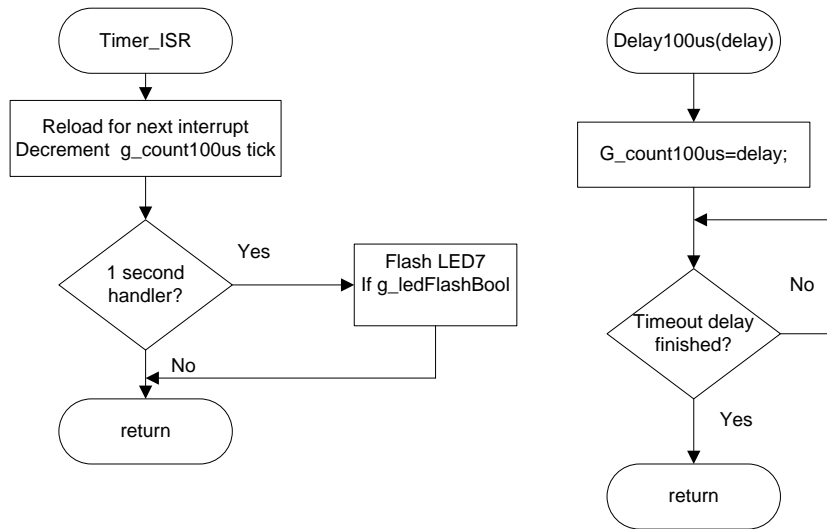 Timer_ISR
Reload for next interrupt
Decrement g_count100us tick
1 second
handler?
Yes
Flash LED7
If g_ledFlashBool
No
return
Delay100us(delay)
G_count100us=delay;
Timeout delay
finished?
No
Yes
return